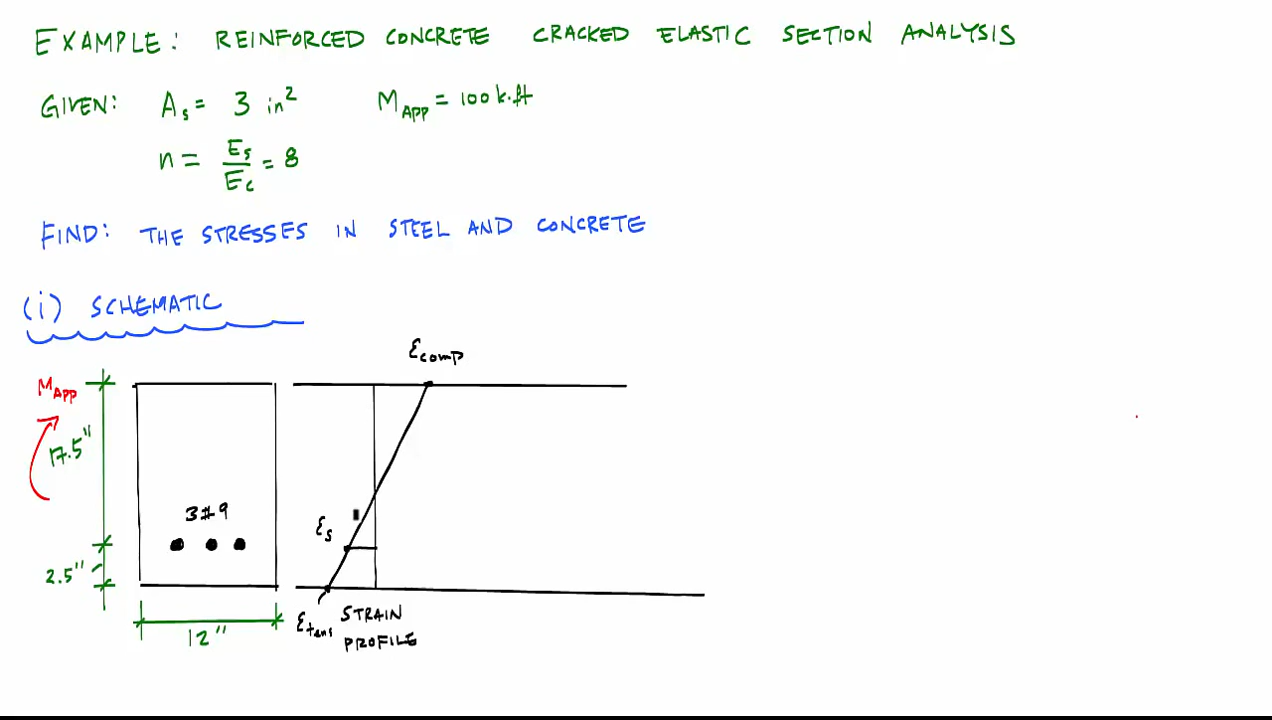 EXAMPLE: REINFORCED CONCRETE CRACKED ELASTIC SECTION ANALYSIS
GIVEN: As = 3 in² MAPP = 100 k.ft
n = Es/Ec = 8
FIND: THE STRESSES IN STEEL AND CONCRETE
(i) SCHEMATIC
εcomp
MAPP
17.5"
3#9
εs
2.5"
εtens STRAIN
PROFILE
12"